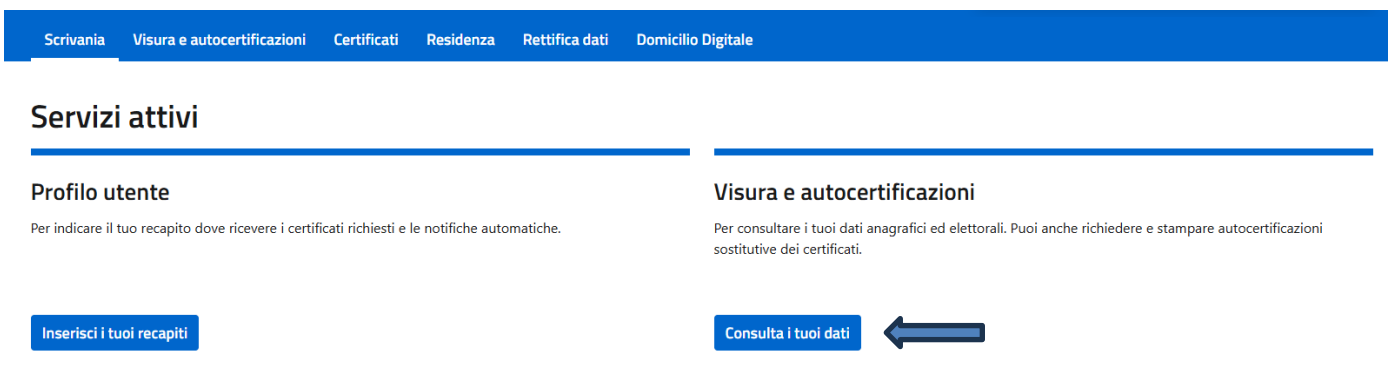 Scrivania Visura e autocertificazioni Certificati Residenza Rettifica dati Domicilio Digitale
Servizi attivi
Profilo utente
Per indicare il tuo recapito dove ricevere i certificati richiesti e le notifiche automatiche.
Inserisci i tuoi recapiti
Visura e autocertificazioni
Per consultare i tuoi dati anagrafici ed elettorali. Puoi anche richiedere e stampare autocertificazioni
sostitutive dei certificati.
Consulta i tuoi dati